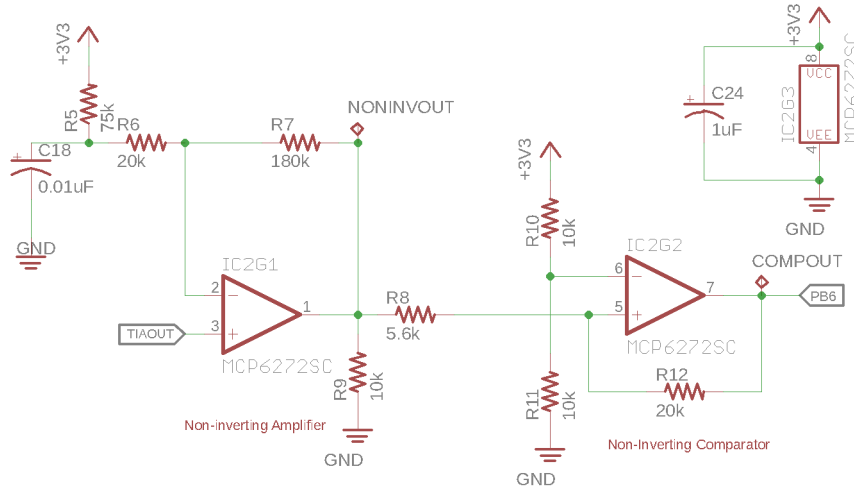 +3V3
R5
75k
R6
20k
R7
180k
NONINVOUT
C18
0.01uF
GND
IC2G1
2
3
1
TIAOUT
MCP6272SC
R8
5.6k
R9
10k
GND
Non-inverting Amplifier
+3V3
R10
10k
R11
10k
GND
IC2G2
6
5
7
MCP6272SC
COMPOUT
PB6
R12
20k
Non-Inverting Comparator
+3V3
C24
1uF
8
VCC
IC2G3
MCP6272SC
VEE
4
GND